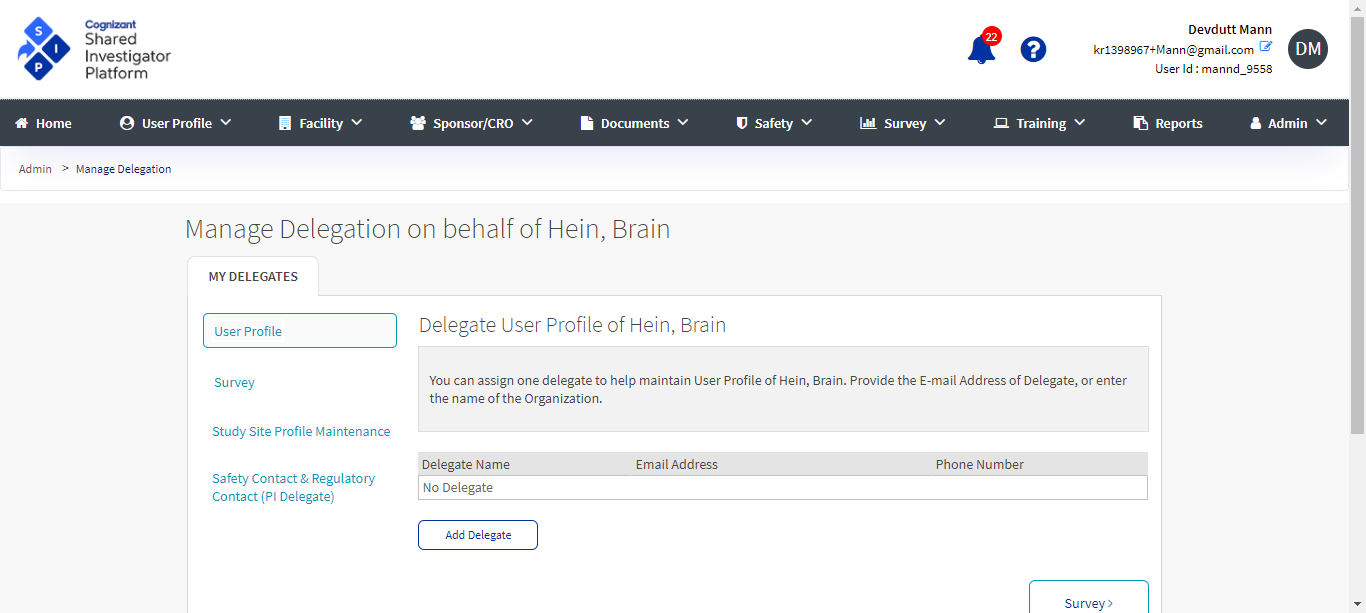 S
I
P
Cognizant
Shared
Investigator
Platform
22
?
Devdutt Mann
kr1398967+Mann@gmail.com
User Id : mannd_9558
DM
Home
User Profile
Facility
Sponsor/CRO
Documents
Safety
Survey
Training
Reports
Admin
Admin > Manage Delegation
Manage Delegation on behalf of Hein, Brain
MY DELEGATES
User Profile
Survey
Study Site Profile Maintenance
Safety Contact & Regulatory
Contact (PI Delegate)
Delegate User Profile of Hein, Brain
You can assign one delegate to help maintain User Profile of Hein, Brain. Provide the E-mail Address of Delegate, or enter
the name of the Organization.
Delegate Name Email Address Phone Number
No Delegate
Add Delegate
Survey >